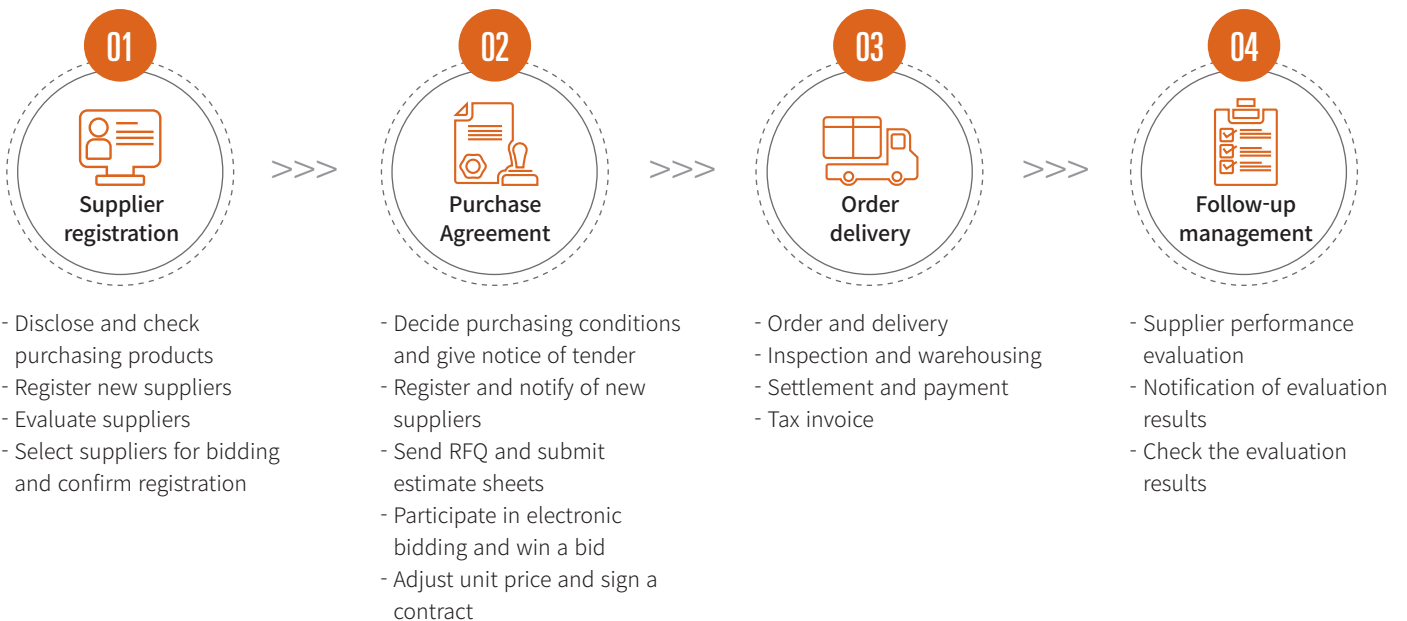 01
Supplier
registration
- Disclose and check
purchasing products
- Register new suppliers
- Evaluate suppliers
- Select suppliers for bidding
and confirm registration
>>>
02
Purchase
Agreement
- Decide purchasing conditions
and give notice of tender
- Register and notify of new
suppliers
- Send RFQ and submit
estimate sheets
- Participate in electronic
bidding and win a bid
- Adjust unit price and sign a
contract
>>>
03
Order
delivery
- Order and delivery
- Inspection and warehousing
- Settlement and payment
- Tax invoice
>>>
04
Follow-up
management
- Supplier performance
evaluation
- Notification of evaluation
results
- Check the evaluation
results